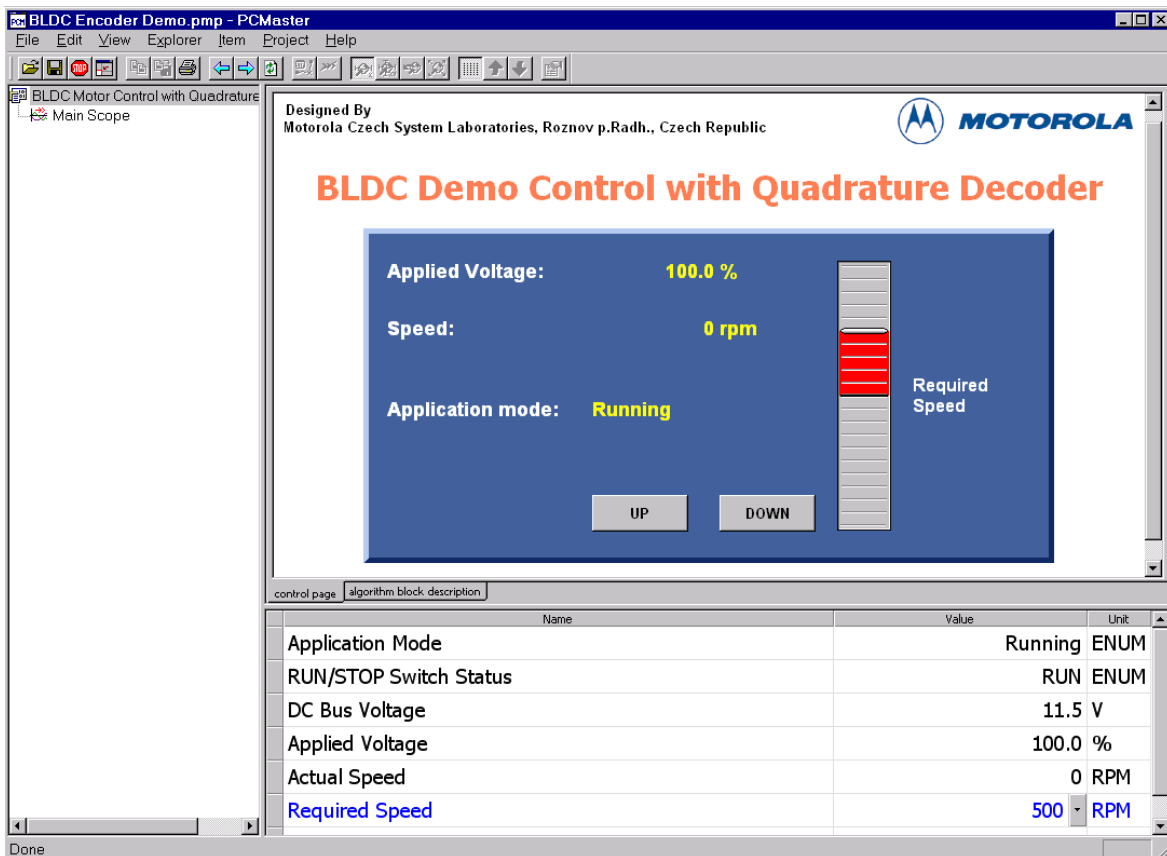 BLDC Encoder Demo.pmp - PCMaster
File Edit View Explorer Item Project Help
STOP
BLDC Motor Control with Quadrature
Main Scope
Designed By
Motorola Czech System Laboratories, Roznov p.Radh., Czech Republic
MOTOROLA
BLDC Demo Control with Quadrature Decoder
Applied Voltage: 100.0 %
Speed: 0 rpm
Application mode: Running
Required
Speed
UP DOWN
control page algorithm block description
Name Value Unit
Application Mode Running ENUM
RUN/STOP Switch Status RUN ENUM
DC Bus Voltage 11.5 V
Applied Voltage 100.0 %
Actual Speed 0 RPM
Required Speed 500 RPM
Done